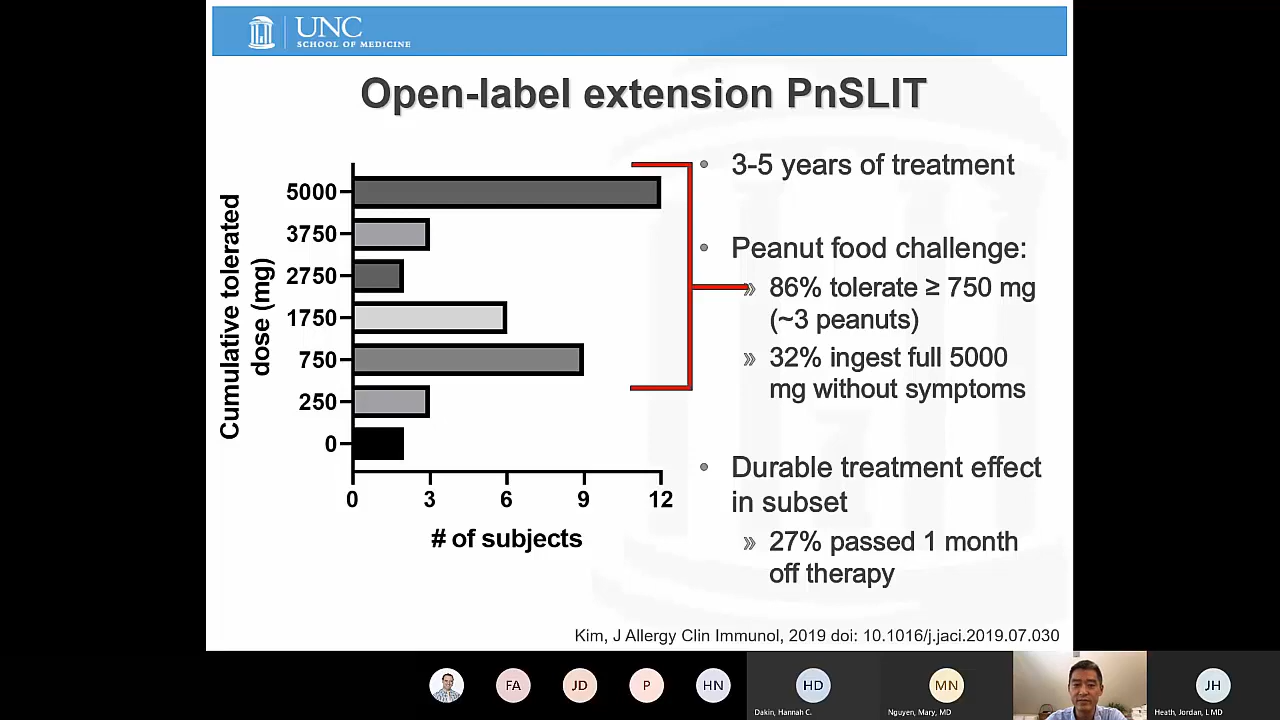 UNC
SCHOOL OF MEDICINE
Open-label extension PnSLIT
Cumulative tolerated
dose (mg)
5000
3750
2750
1750
750
250
0
0 3 6 9 12
# of subjects
• 3-5 years of treatment
• Peanut food challenge:
» 86% tolerate ≥ 750 mg
(~3 peanuts)
» 32% ingest full 5000
mg without symptoms
• Durable treatment effect
in subset
» 27% passed 1 month
off therapy
Kim, J Allergy Clin Immunol, 2019 doi: 10.1016/j.jaci.2019.07.030
FA JD P HN HD MN JH
Dakin, Hannah C. Nguyen, Mary, MD Heath, Jordan, L MD